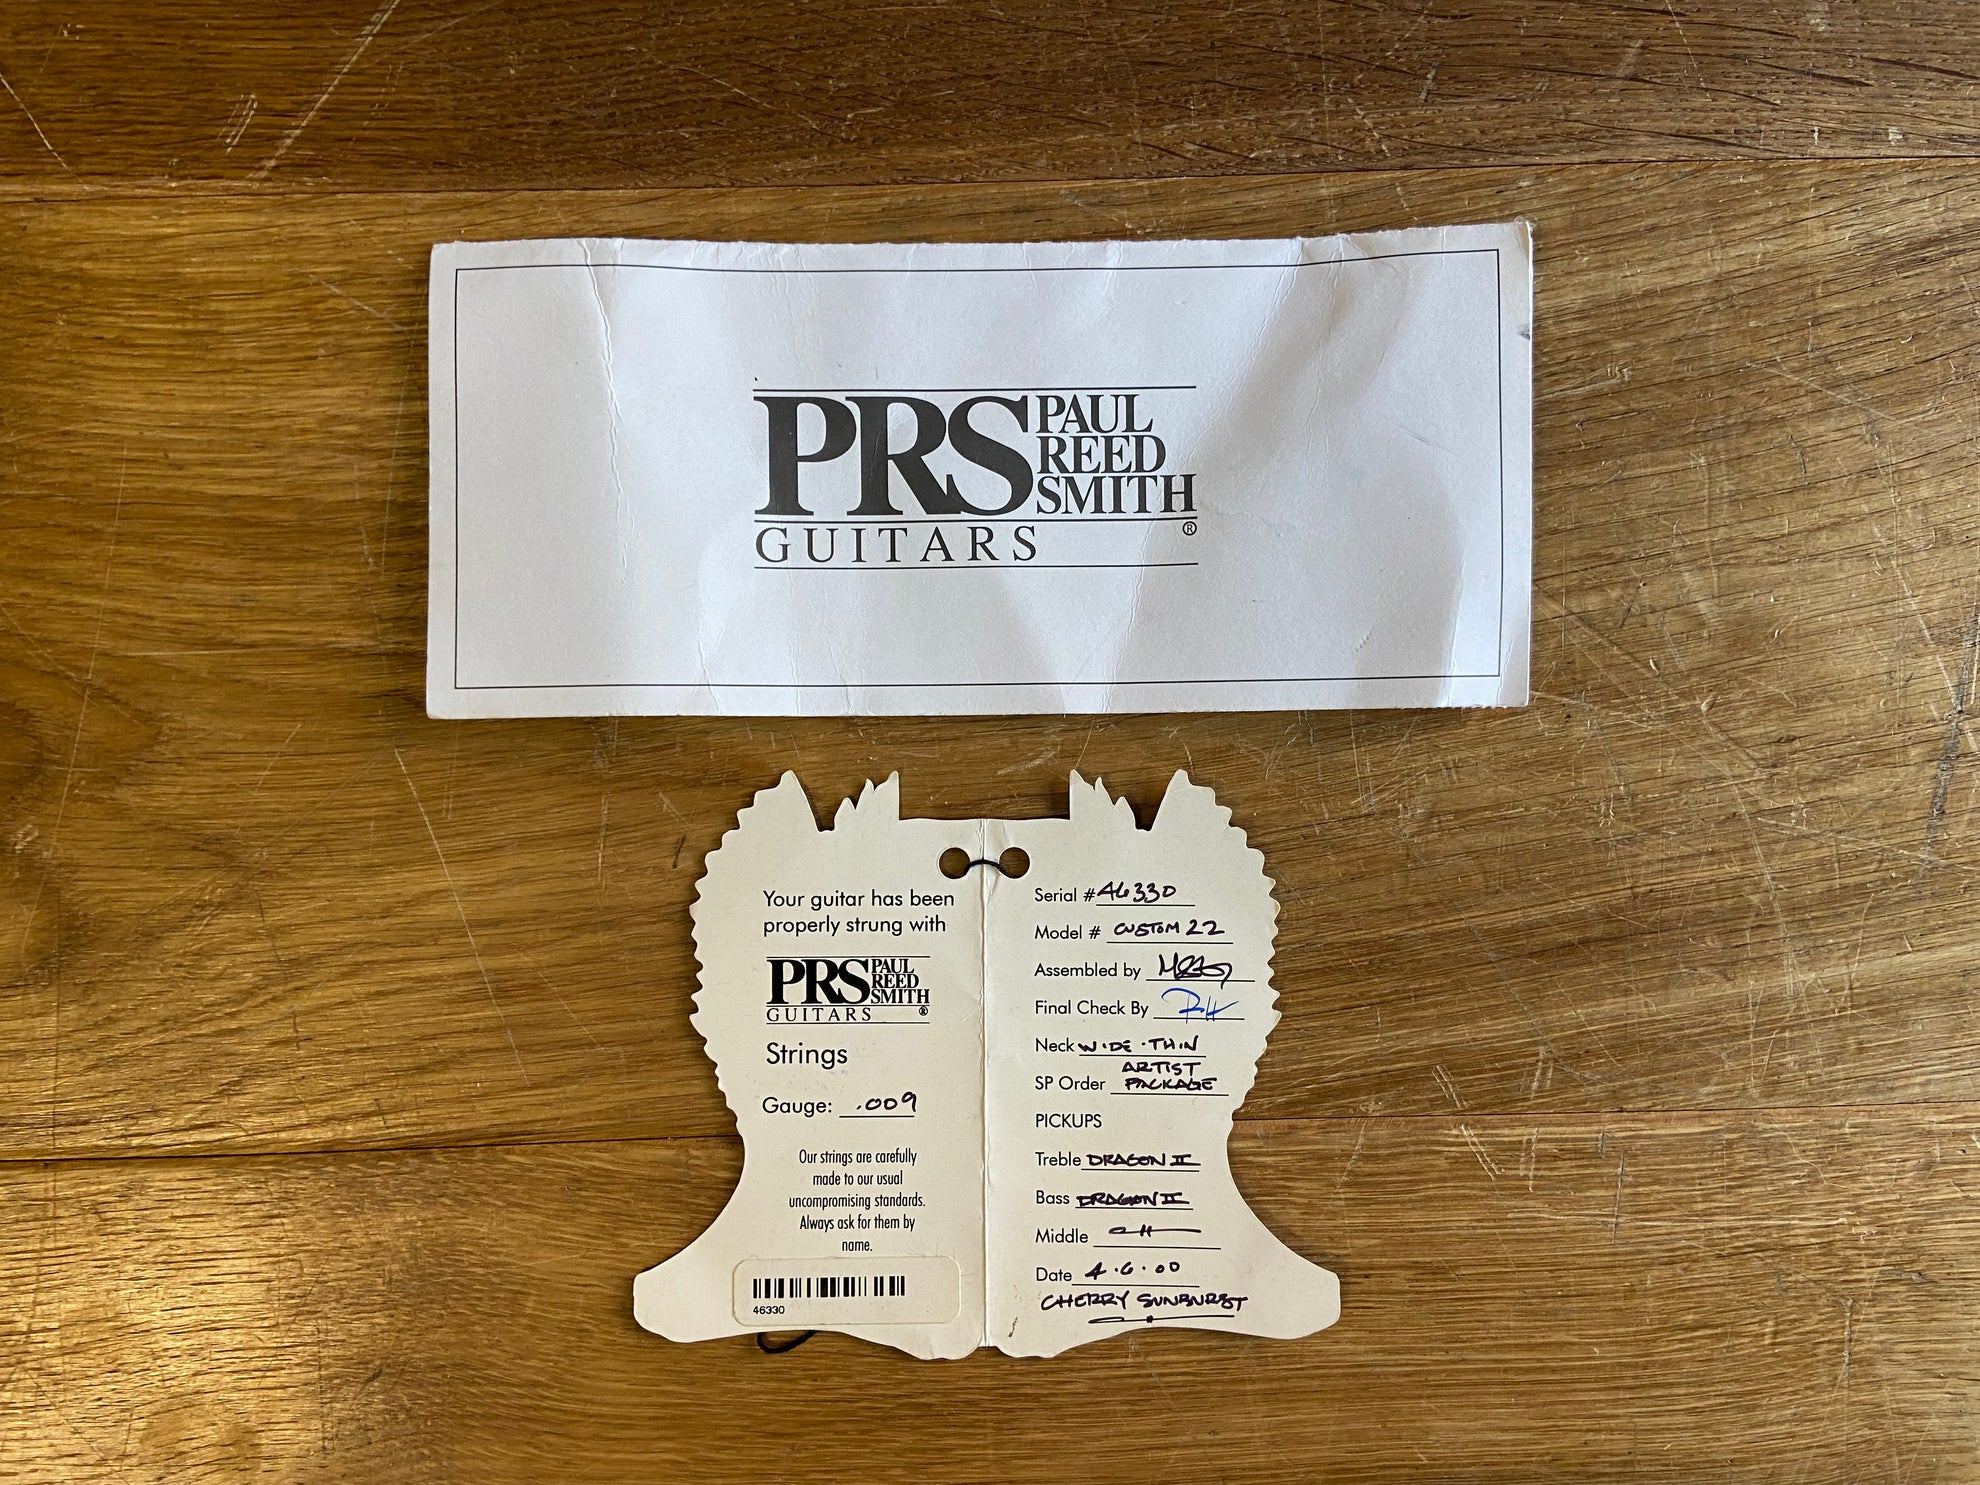 PRS PAUL
REED
SMITH
GUITARS ®
Your guitar has been
properly strung with
PRS PAUL
REED
SMITH
GUITARS ®
Strings
Gauge: .009
Our strings are carefully
made to our usual
uncompromising standards.
Always ask for them by
name.
46330
Serial # 46330
Model # CUSTOM 22
Assembled by
Final Check By
Neck WIDE·THIN
SP Order ARTIST
PACKAGE
PICKUPS
Treble DRAGON II
Bass DRAGON II
Middle
Date 4·6·00
CHERRY SUNBURST